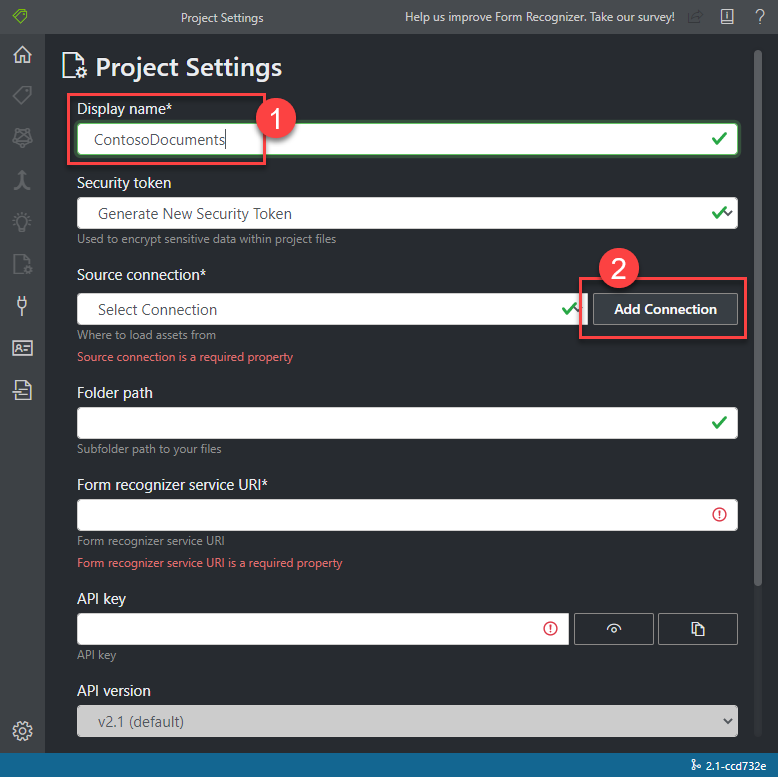 Project Settings
Help us improve Form Recognizer. Take our survey!
?
Project Settings
Display name*
1
ContosoDocuments
Security token
Generate New Security Token
Used to encrypt sensitive data within project files
Source connection*
2
Select Connection
Add Connection
Where to load assets from
Source connection is a required property
Folder path
Subfolder path to your files
Form recognizer service URI*
Form recognizer service URI
Form recognizer service URI is a required property
API key
API key
API version
v2.1 (default)
2.1-ccd732e